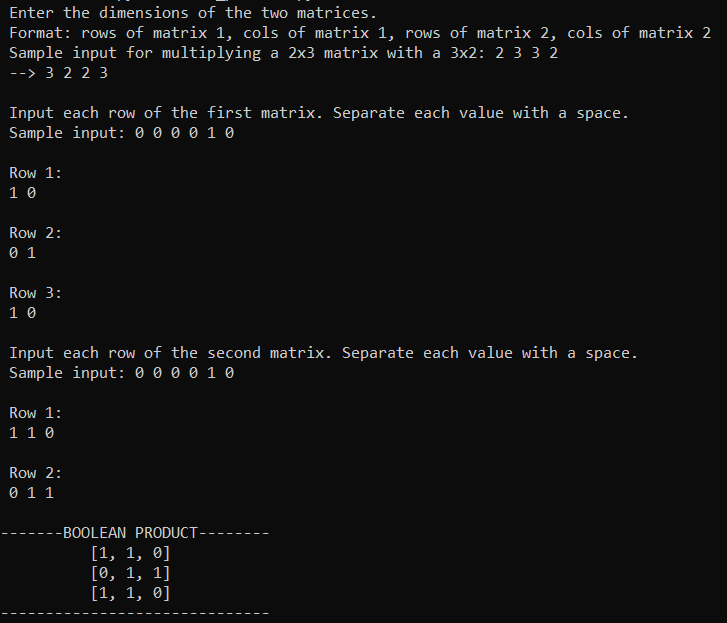 Enter the dimensions of the two matrices.
Format: rows of matrix 1, cols of matrix 1, rows of matrix 2, cols of matrix 2
Sample input for multiplying a 2x3 matrix with a 3x2: 2 3 3 2
--> 3 2 2 3
Input each row of the first matrix. Separate each value with a space.
Sample input: 0 0 0 0 1 0
Row 1:
1 0
Row 2:
0 1
Row 3:
1 0
Input each row of the second matrix. Separate each value with a space.
Sample input: 0 0 0 0 1 0
Row 1:
1 1 0
Row 2:
0 1 1
-------BOOLEAN PRODUCT--------
[1, 1, 0]
[0, 1, 1]
[1, 1, 0]
------------------------------